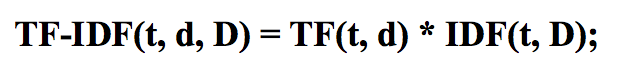 TF-IDF(t, d, D) = TF(t, d) * IDF(t, D);